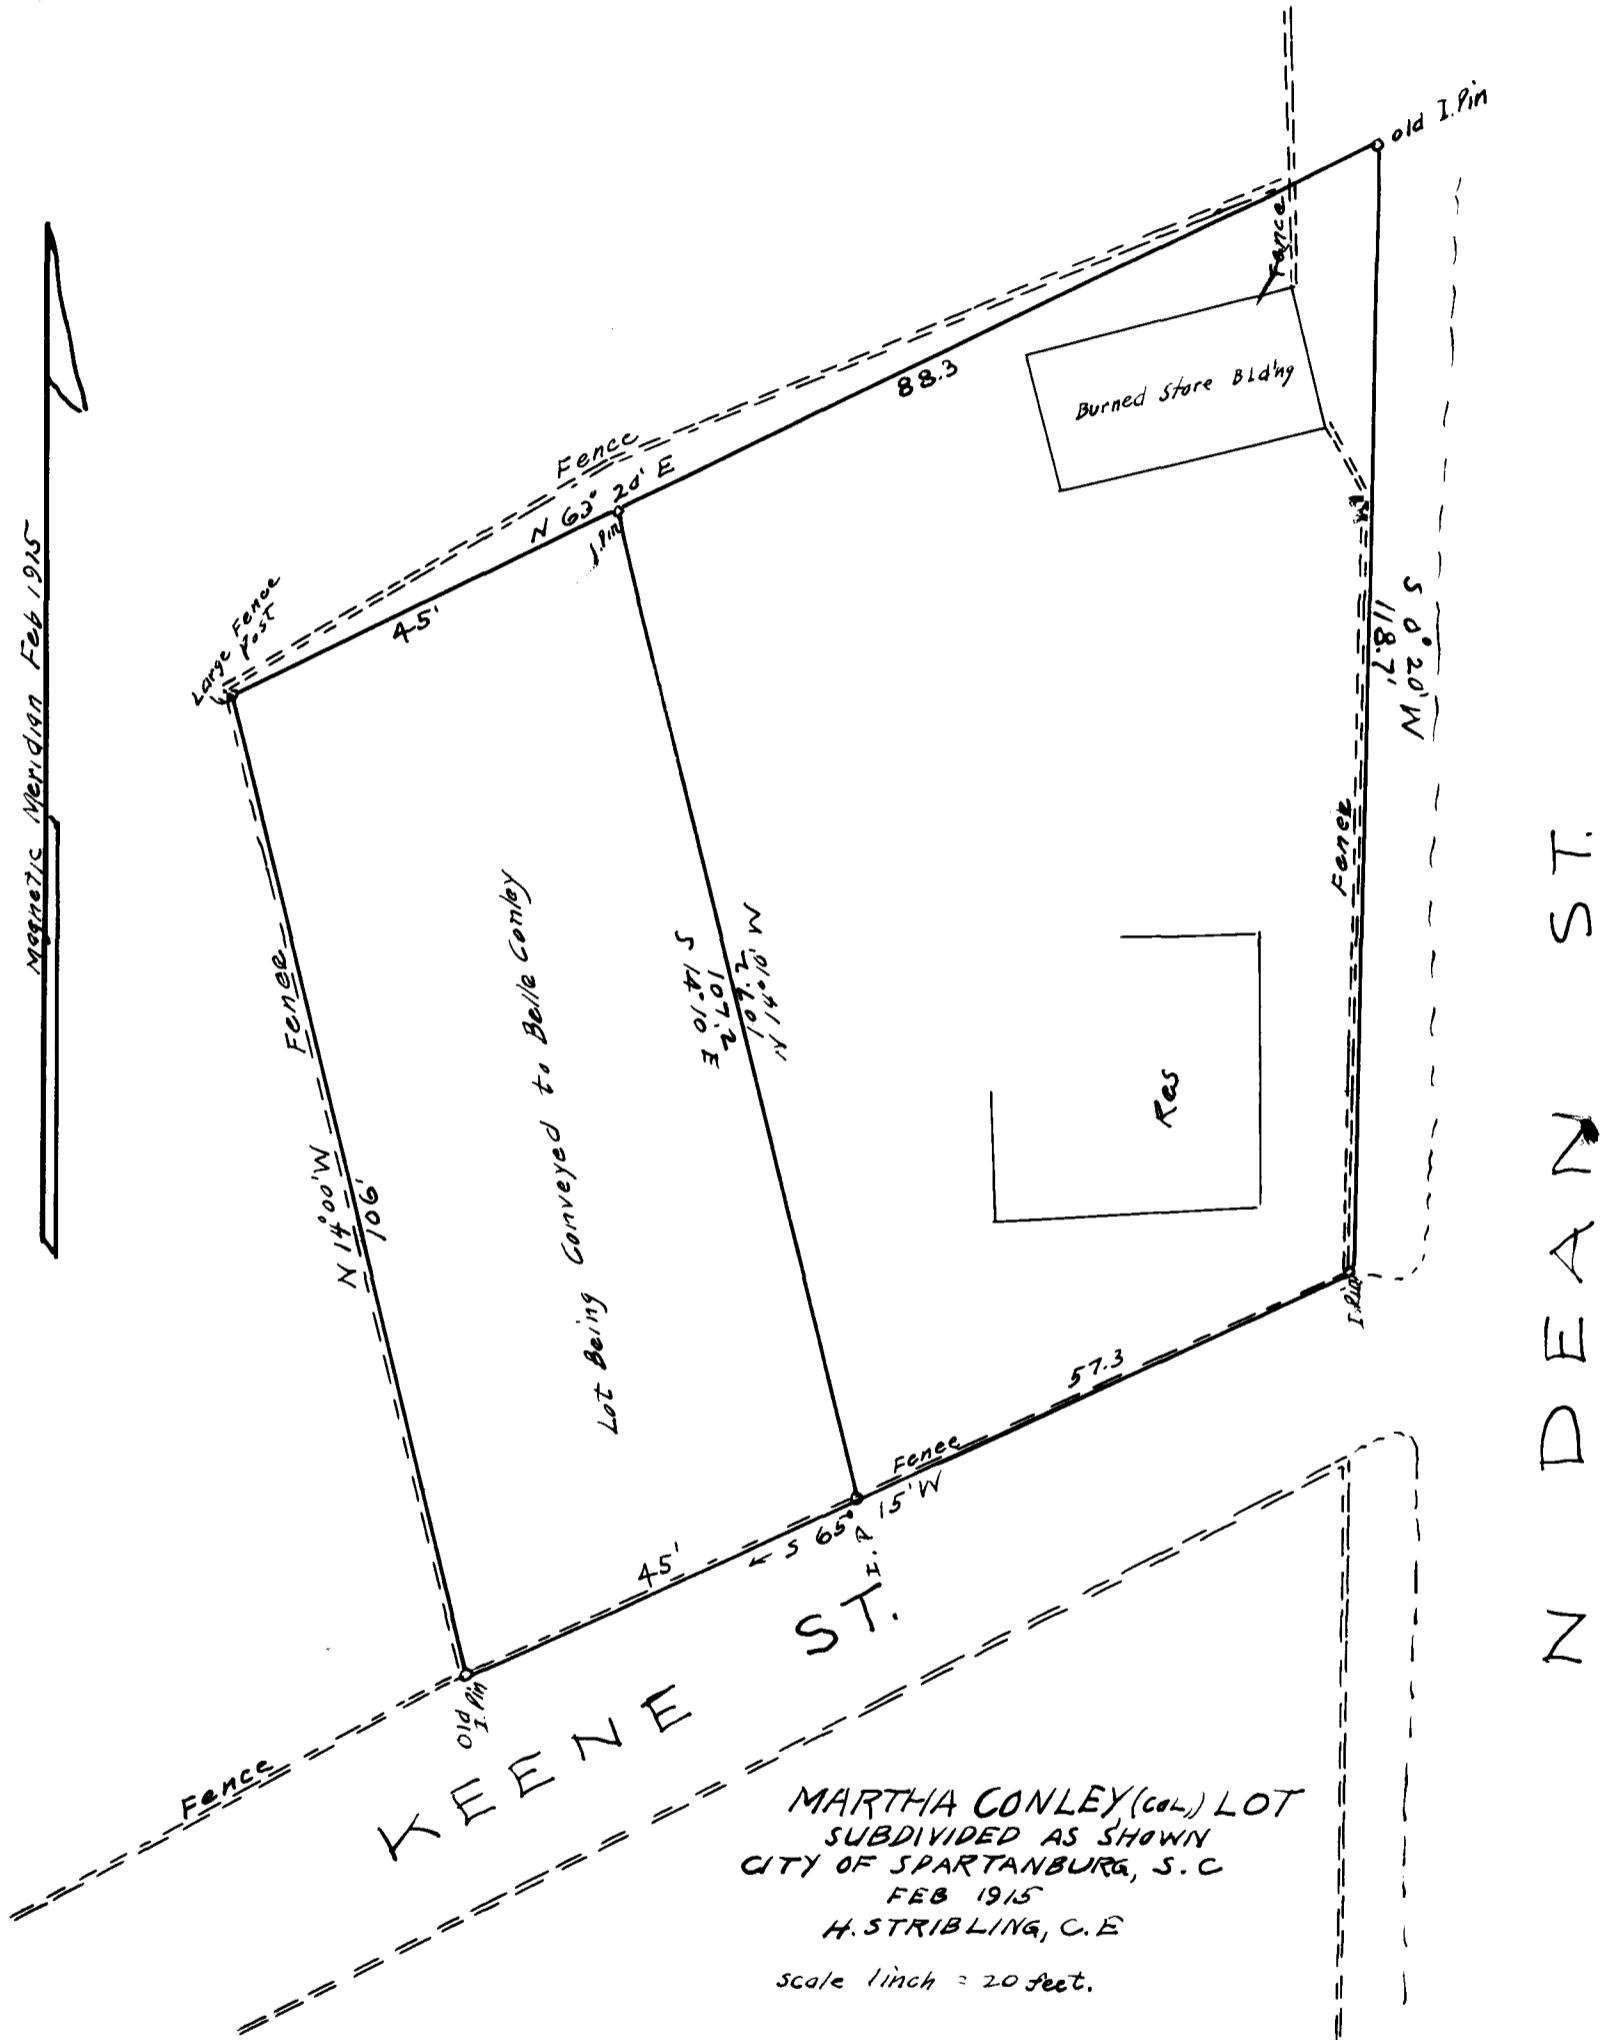 old I. Pin
Fence
Burned Store Bld'ng
88.3
Fence
N 63° 20' E
I. Pin
45'
Large Fence
Post
Magnetic Meridian Feb 1915
S 0° 20' W
118.7'
Fence
Fence
N 14° 00' W
106'
Lot Being Conveyed to Belle Conley
S 14° 10 E
107.2
107.2
N 14° 10' W
Res
I. Pin
57.3
Fence
← S 65° 15' W
I. P
45'
Old
I. Pin
Fence
KEENE ST.
N DEAN ST.
MARTHA CONLEY (COL,) LOT
SUBDIVIDED AS SHOWN
CITY OF SPARTANBURG, S. C
FEB 1915
H. STRIBLING, C. E
scale 1 inch = 20 feet.